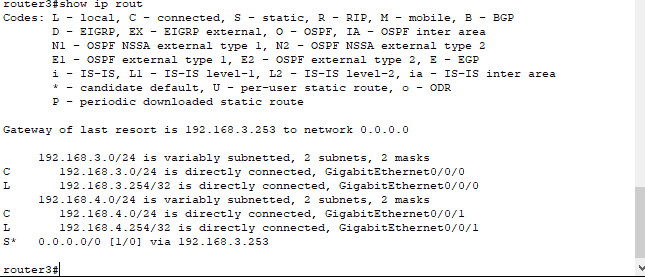 router3#show ip rout
Codes: L - local, C - connected, S - static, R - RIP, M - mobile, B - BGP
D - EIGRP, EX - EIGRP external, O - OSPF, IA - OSPF inter area
N1 - OSPF NSSA external type 1, N2 - OSPF NSSA external type 2
E1 - OSPF external type 1, E2 - OSPF external type 2, E - EGP
i - IS-IS, L1 - IS-IS level-1, L2 - IS-IS level-2, ia - IS-IS inter area
* - candidate default, U - per-user static route, o - ODR
P - periodic downloaded static route
Gateway of last resort is 192.168.3.253 to network 0.0.0.0
192.168.3.0/24 is variably subnetted, 2 subnets, 2 masks
C 192.168.3.0/24 is directly connected, GigabitEthernet0/0/0
L 192.168.3.254/32 is directly connected, GigabitEthernet0/0/0
192.168.4.0/24 is variably subnetted, 2 subnets, 2 masks
C 192.168.4.0/24 is directly connected, GigabitEthernet0/0/1
L 192.168.4.254/32 is directly connected, GigabitEthernet0/0/1
S* 0.0.0.0/0 [1/0] via 192.168.3.253
router3#